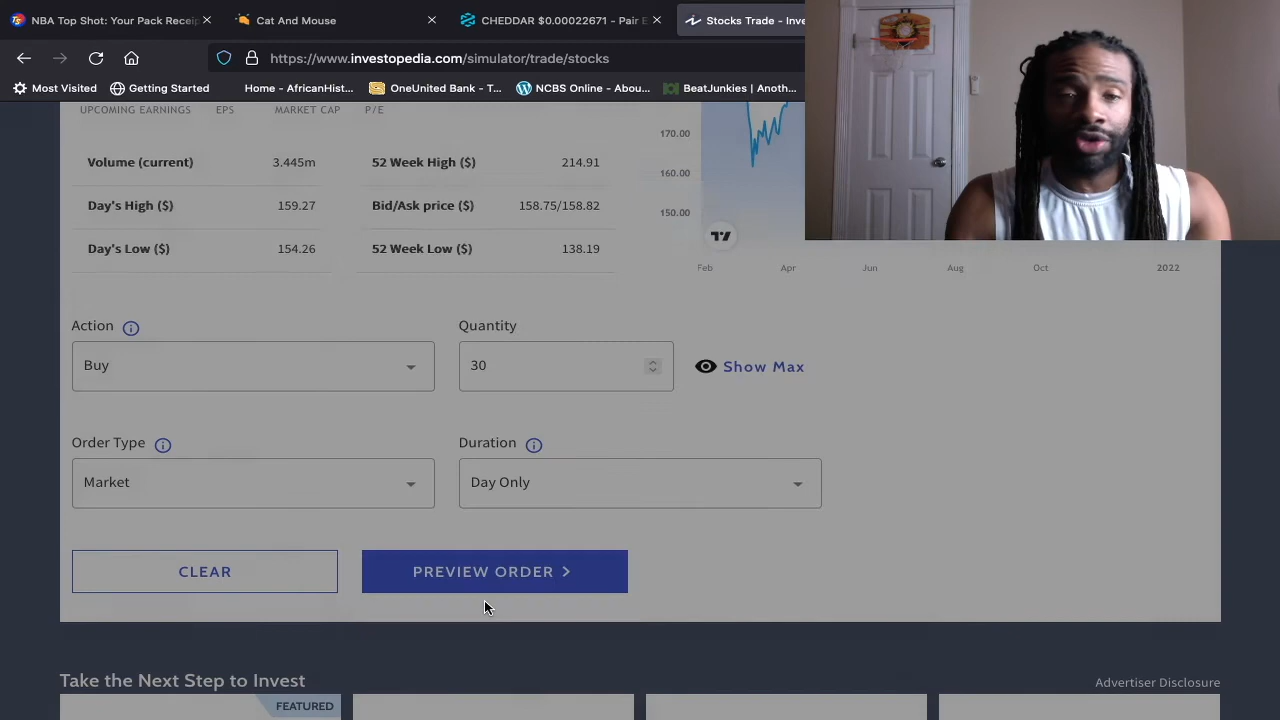 NBA Top Shot: Your Pack Receip
Cat And Mouse
CHEDDAR $0.00022671 - Pair E
Stocks Trade - Inve
https://www.investopedia.com/simulator/trade/stocks
Most Visited
Getting Started
Home - AfricanHist...
OneUnited Bank - T...
NCBS Online - Abou...
BeatJunkies | Anoth...
UPCOMING EARNINGS EPS MARKET CAP P/E
Volume (current) 3.445m 52 Week High ($) 214.91
Day's High ($) 159.27 Bid/Ask price ($) 158.75/158.82
Day's Low ($) 154.26 52 Week Low ($) 138.19
170.00
160.00
150.00
Feb Apr Jun Aug Oct 2022
Action Quantity
Buy 30 Show Max
Order Type Duration
Market Day Only
CLEAR PREVIEW ORDER
Take the Next Step to Invest Advertiser Disclosure
FEATURED